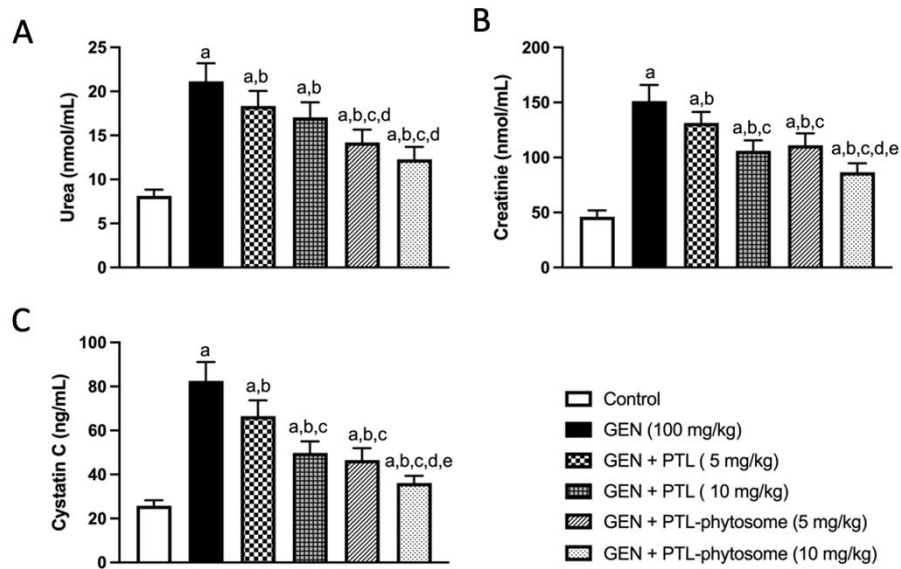 A
Urea (nmol/mL)
25
20
15
10
5
0
a
a,b
a,b
a,b,c,d
a,b,c,d
B
Creatinie (nmol/mL)
200
150
100
50
0
a
a,b
a,b,c
a,b,c
a,b,c,d,e
C
Cystatin C (ng/mL)
100
80
60
40
20
0
a
a,b
a,b,c
a,b,c
a,b,c,d,e
Control
GEN (100 mg/kg)
GEN + PTL ( 5 mg/kg)
GEN + PTL ( 10 mg/kg)
GEN + PTL-phytosome (5 mg/kg)
GEN + PTL-phytosome (10 mg/kg)